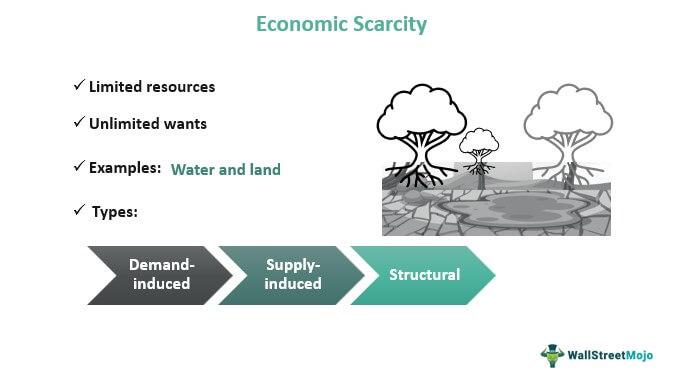 Economic Scarcity
✓ Limited resources
✓ Unlimited wants
✓ Examples: Water and land
✓ Types:
Demand-
induced
Supply-
induced
Structural
WallStreetMojo